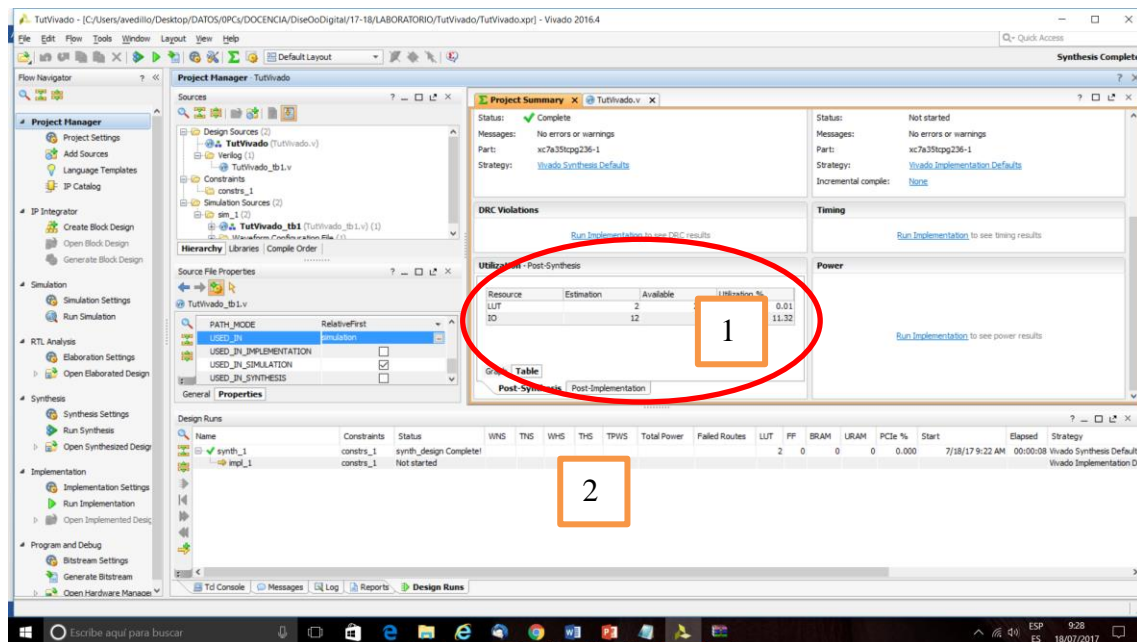 TutVivado - [C:/Users/avedillo/Desktop/DATOS/0PCs/DOCENCIA/DiseOoDigital/17-18/LABORATORIO/TutVivado/TutVivado.xpr] - Vivado 2016.4
File Edit Flow Tools Window Layout View Help
Q- Quick Access
Default Layout
Synthesis Complete
Flow Navigator
Project Manager
Project Settings
Add Sources
Language Templates
IP Catalog
IP Integrator
Create Block Design
Open Block Design
Generate Block Design
Simulation
Simulation Settings
Run Simulation
RTL Analysis
Elaboration Settings
Open Elaborated Design
Synthesis
Synthesis Settings
Run Synthesis
Open Synthesized Desigr
Implementation
Implementation Settings
Run Implementation
Open Implemented Desig
Program and Debug
Bitstream Settings
Generate Bitstream
Open Hardware Manager
Project Manager - TutVivado
Sources
Design Sources (2)
TutVivado (TutVivado.v)
Verilog (1)
TutVivado_tb1.v
Constraints
constrs_1
Simulation Sources (2)
sim_1 (2)
TutVivado_tb1 (TutVivado_tb1.v) (1)
Waveform Configuration File (1)
Hierarchy Libraries Compile Order
Source File Properties
TutVivado_tb1.v
PATH_MODE RelativeFirst
USED_IN simulation
USED_IN_IMPLEMENTATION
USED_IN_SIMULATION
USED_IN_SYNTHESIS
General Properties
Project Summary TutVivado.v
Status: Complete
Messages: No errors or warnings
Part: xc7a35tcpg236-1
Strategy: Vivado Synthesis Defaults
Status: Not started
Messages: No errors or warnings
Part: xc7a35tcpg236-1
Strategy: Vivado Implementation Defaults
Incremental compile: None
DRC Violations
Run Implementation to see DRC results
Timing
Run Implementation to see timing results
Utilization - Post-Synthesis
Resource Estimation Available Utilization %
LUT 2 0.01
IO 12 11.32
1
Graph Table
Post-Synthesis Post-Implementation
Power
Run Implementation to see power results
Design Runs
Name Constraints Status WNS TNS WHS THS TPWS Total Power Failed Routes LUT FF BRAM URAM PCIe % Start Elapsed Strategy
synth_1 constrs_1 synth_design Complete! 2 0 0 0 0.000 7/18/17 9:22 AM 00:00:08 Vivado Synthesis Default
impl_1 constrs_1 Not started Vivado Implementation D
2
Tcl Console Messages Log Reports Design Runs
Escribe aquí para buscar
ESP 9:28
ES 18/07/2017